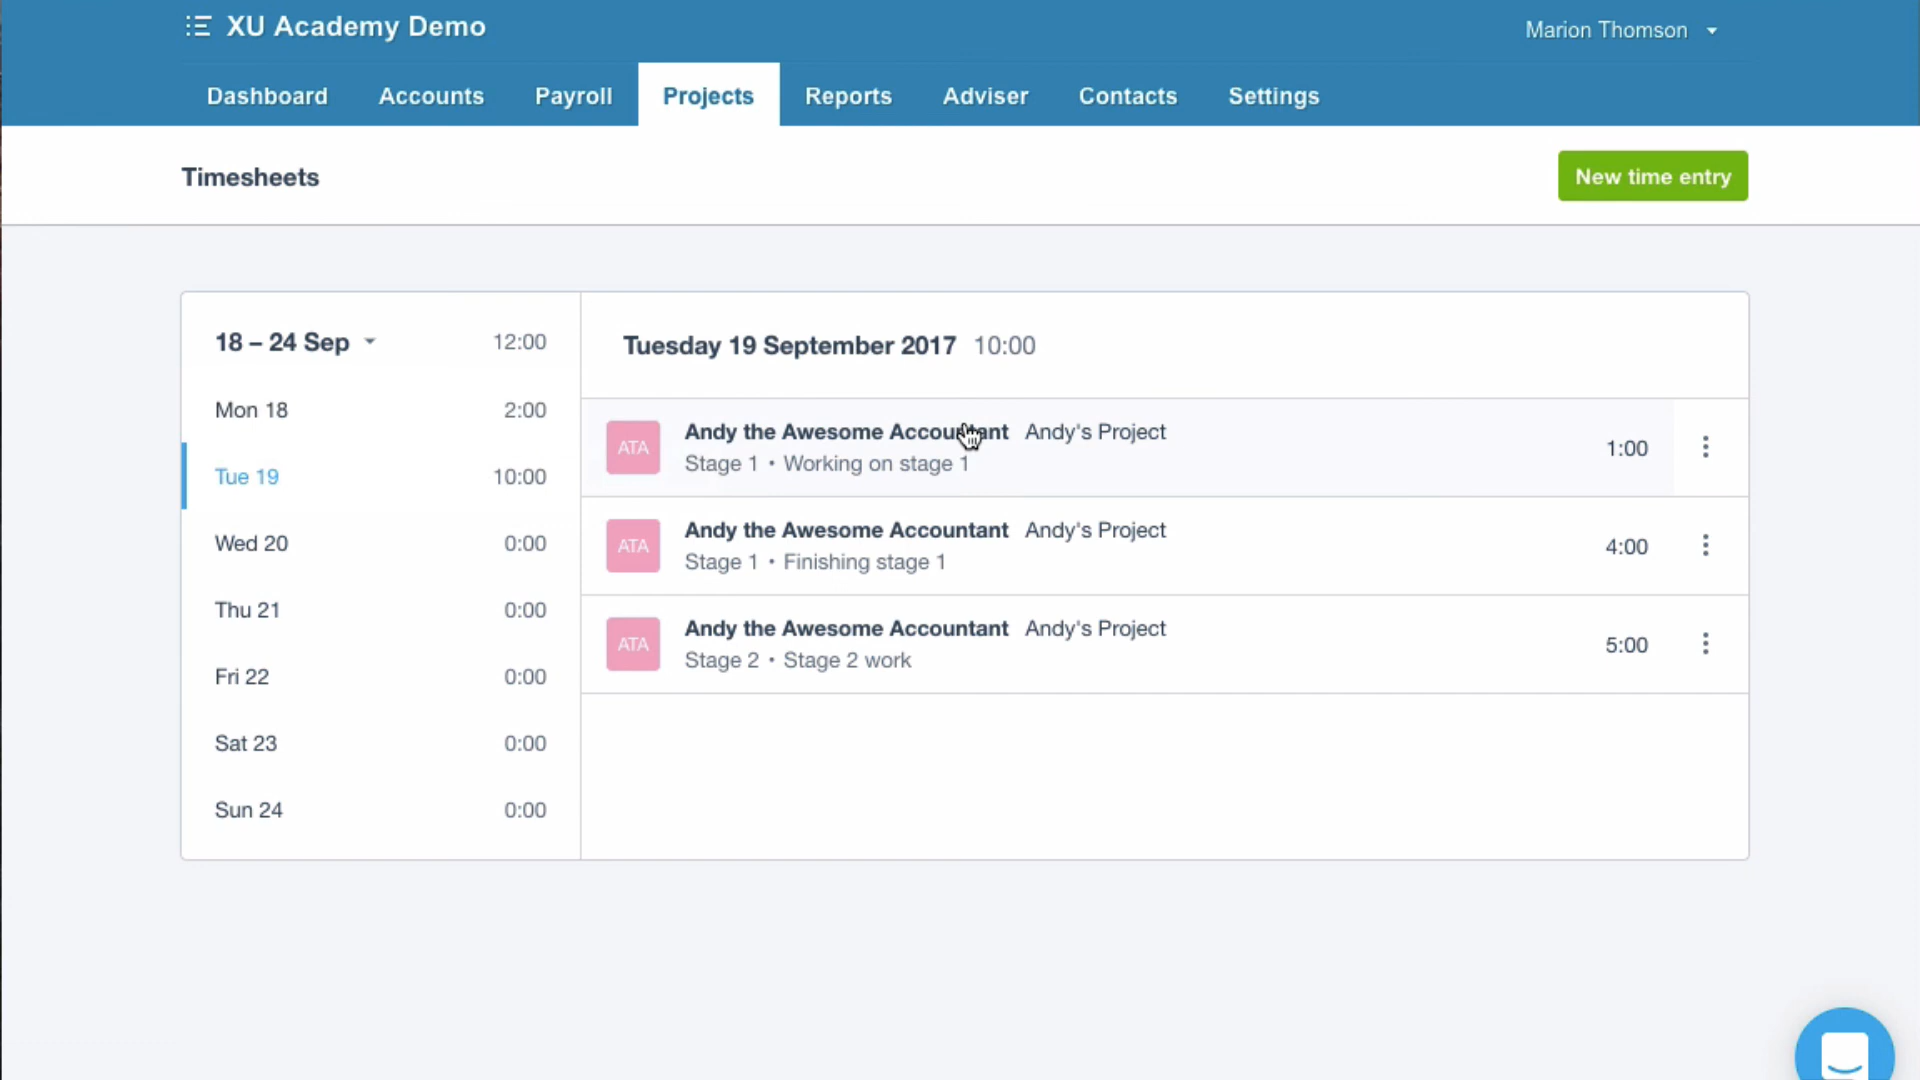 XU Academy Demo
Marion Thomson
Dashboard Accounts Payroll Projects Reports Adviser Contacts Settings
Timesheets
New time entry
18 – 24 Sep 12:00
Mon 18 2:00
Tue 19 10:00
Wed 20 0:00
Thu 21 0:00
Fri 22 0:00
Sat 23 0:00
Sun 24 0:00
Tuesday 19 September 2017 10:00
ATA
Andy the Awesome Accountant Andy's Project
Stage 1 • Working on stage 1
1:00
ATA
Andy the Awesome Accountant Andy's Project
Stage 1 • Finishing stage 1
4:00
ATA
Andy the Awesome Accountant Andy's Project
Stage 2 • Stage 2 work
5:00